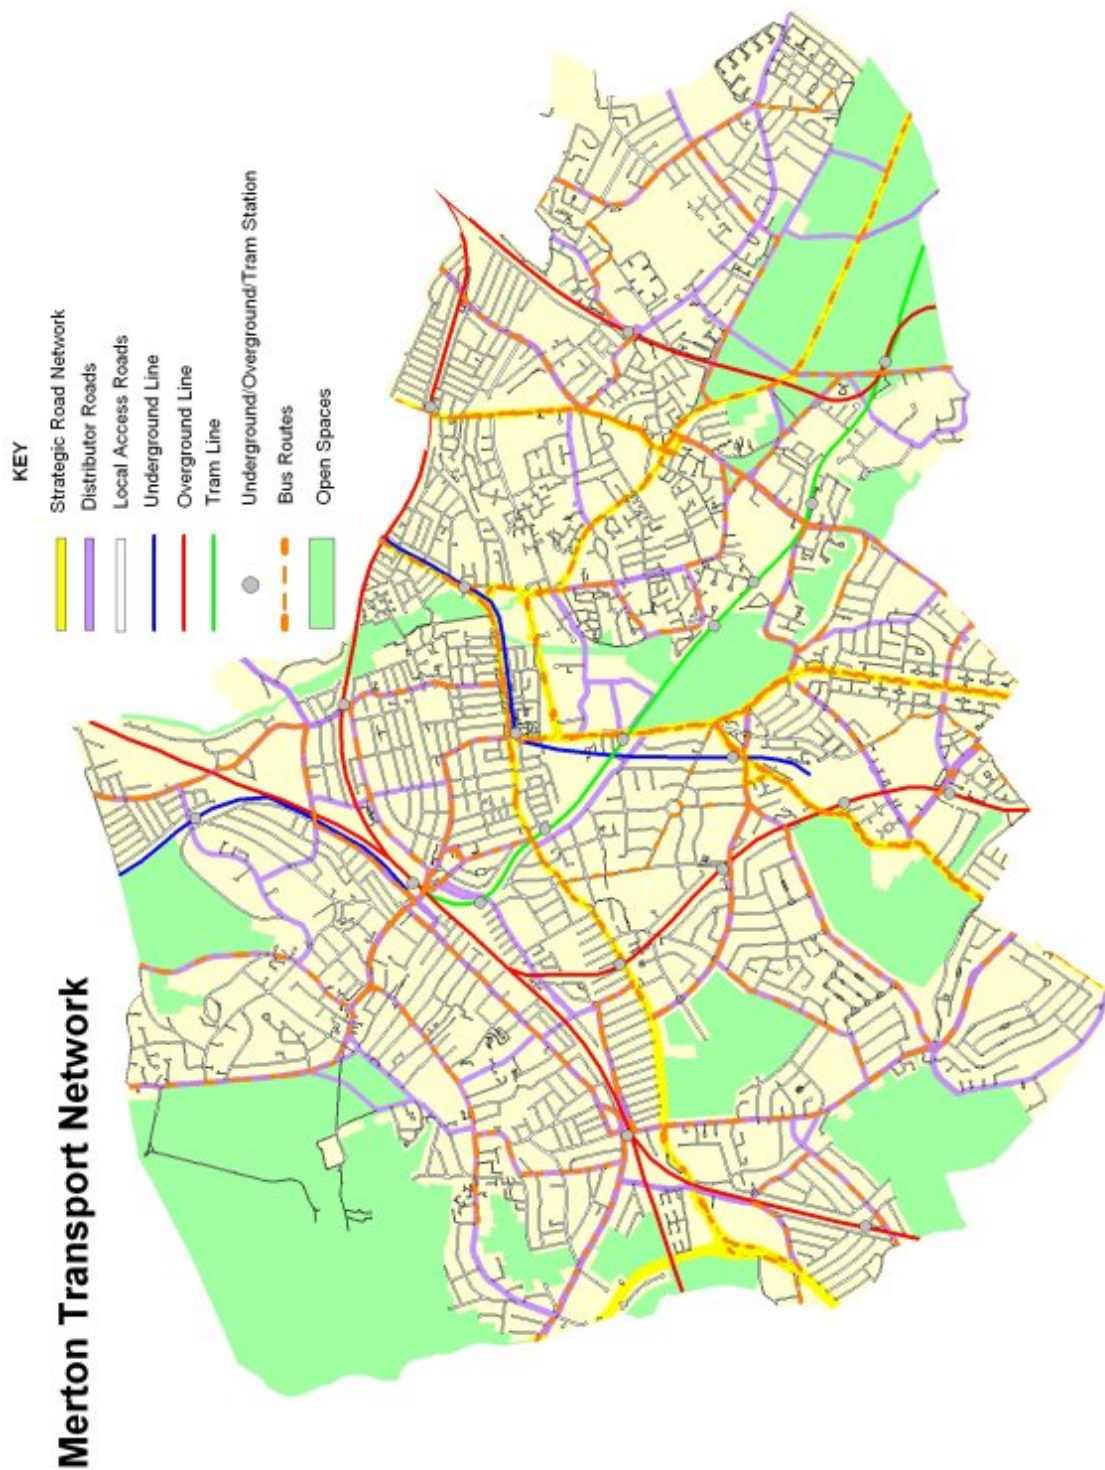 Merton Transport Network
KEY
Strategic Road Network
Distributor Roads
Local Access Roads
Underground Line
Overground Line
Tram Line
Underground/Overground/Tram Station
Bus Routes
Open Spaces